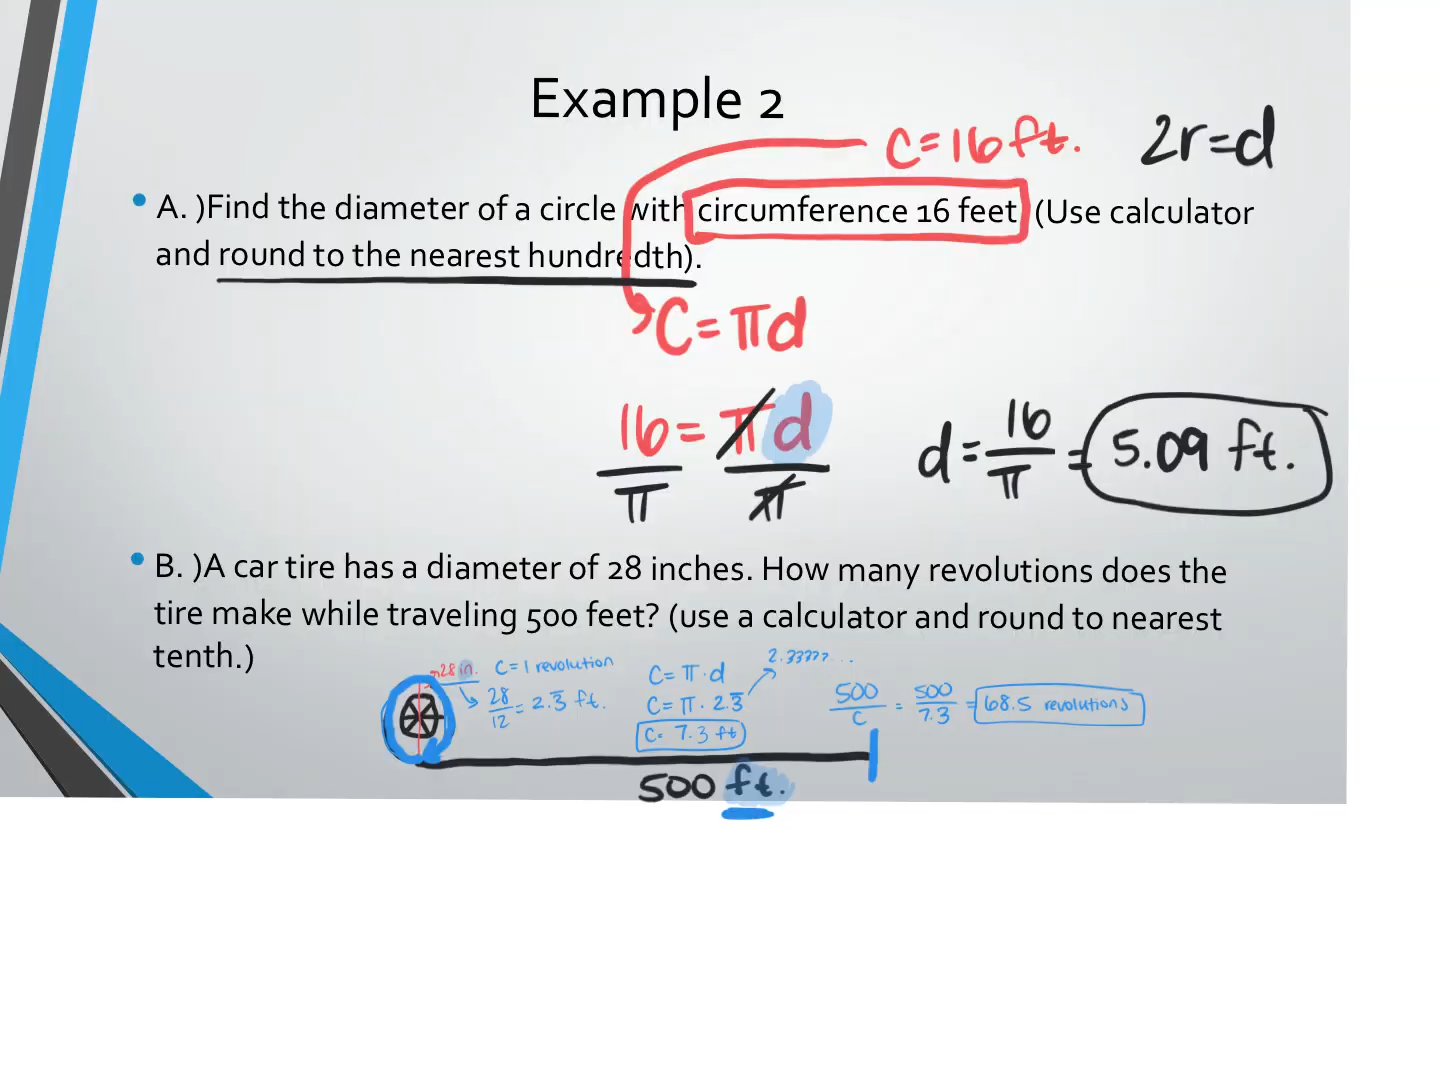 Example 2
C=16ft. 2r=d
• A. )Find the diameter of a circle with circumference 16 feet (Use calculator
and round to the nearest hundredth).
C=πd
16=πd
π π
d=16/π=5.09 ft.
• B. )A car tire has a diameter of 28 inches. How many revolutions does the
tire make while traveling 500 feet? (use a calculator and round to nearest
tenth.)
28in. C=1 revolution
28/12=2.3̅ ft.
C=π·d
2.33333...
C=π·2.3̅
C= 7.3 ft
500/C = 500/7.3 = 68.5 revolutions
500 ft.